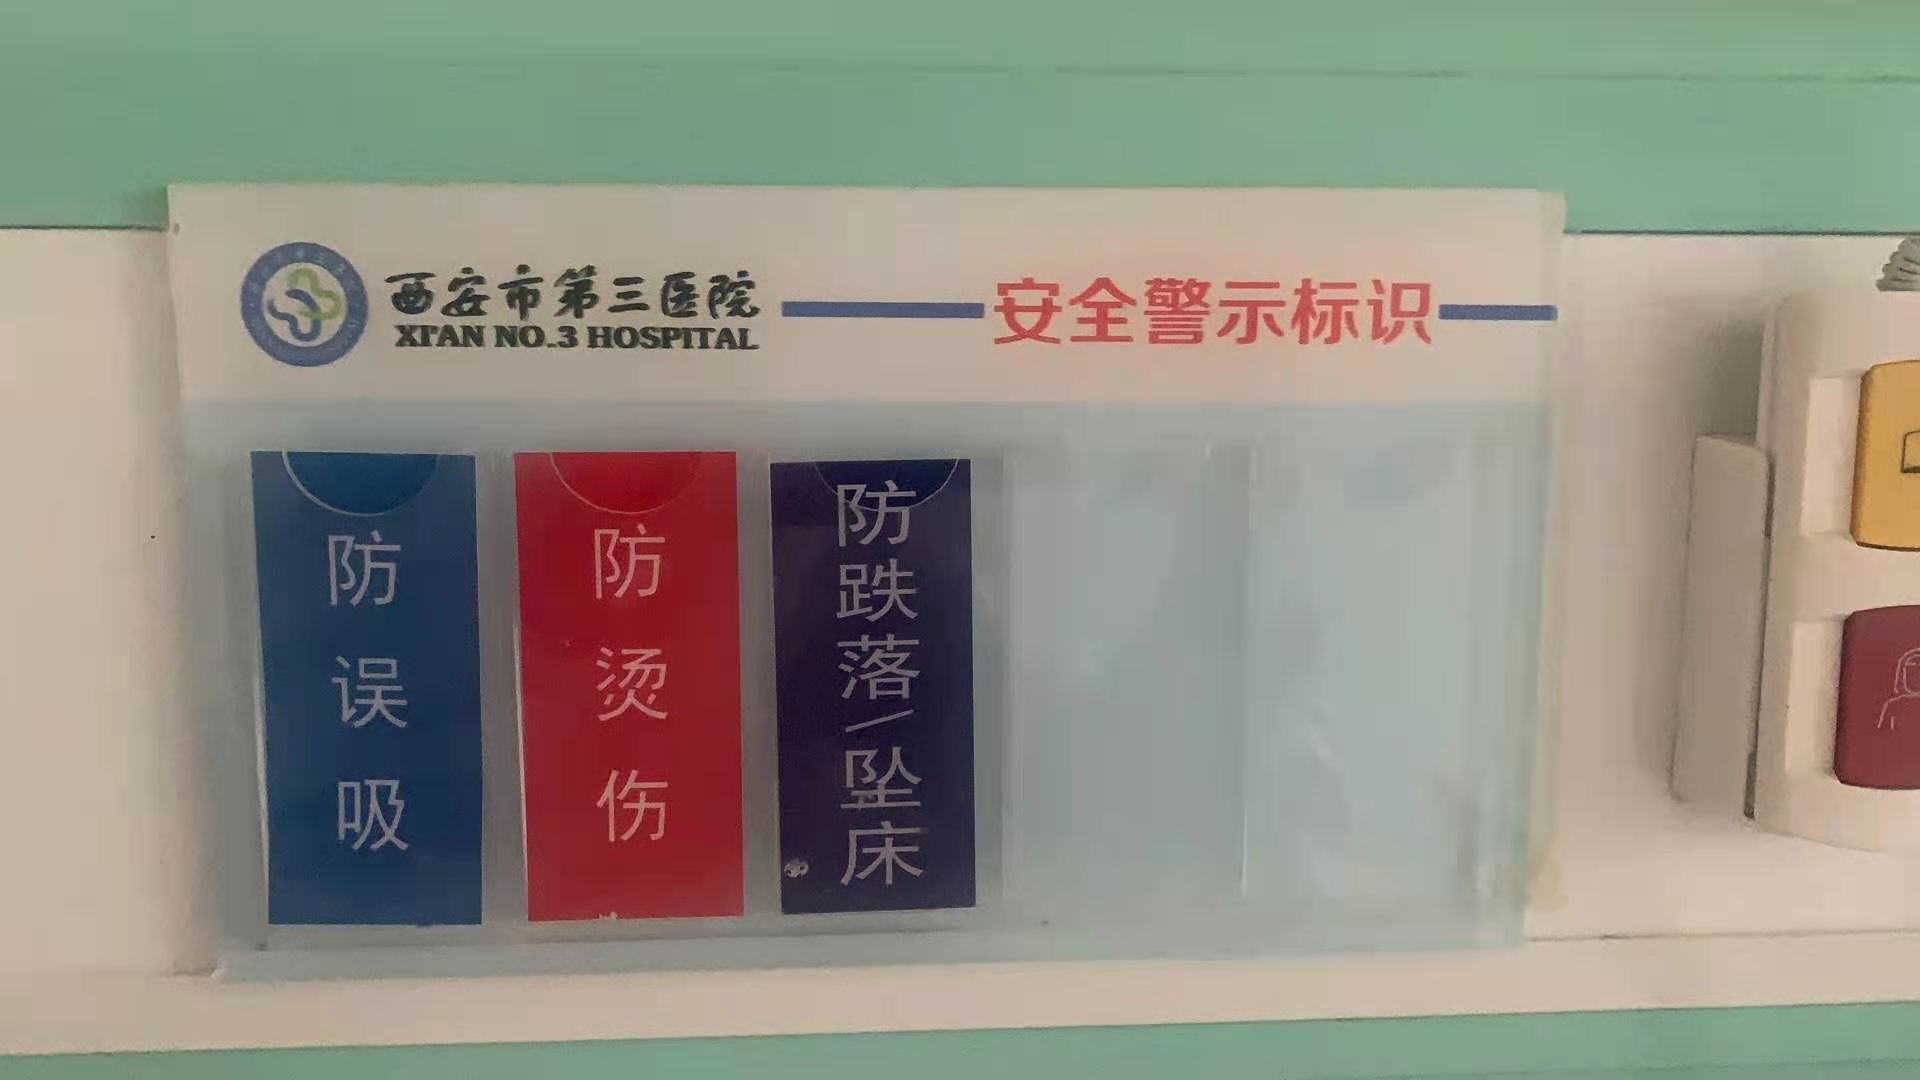 西安市第三医院
XI'AN NO.3 HOSPITAL
安全警示标识
防误吸
防烫伤
防跌落/坠床